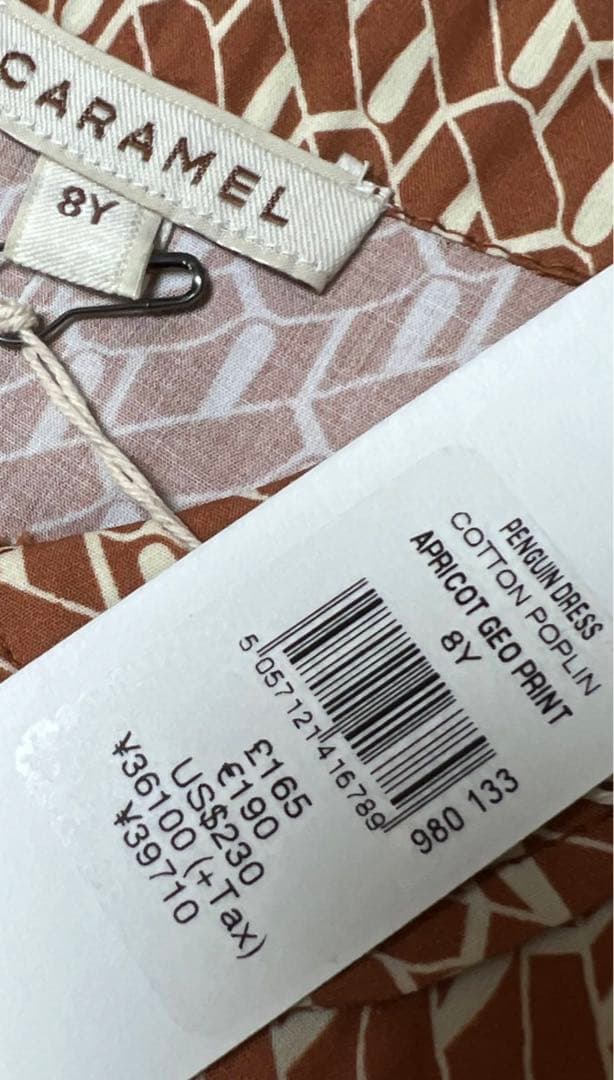 CARAMEL
8Y
PENGUIN DRESS
COTTON POPLIN
APRICOT GEO PRINT
8Y
5 057121 416789
980 133
£165
£190
US$230
¥36100 (+Tax)
¥39710